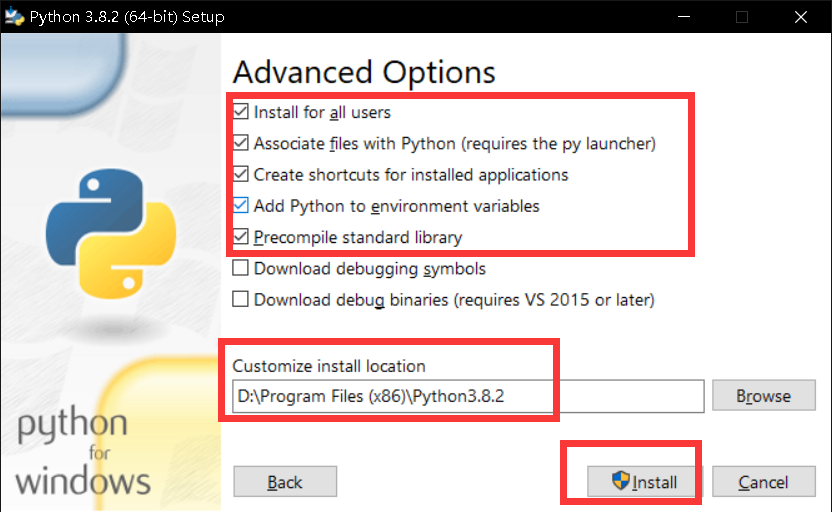 Python 3.8.2 (64-bit) Setup
Advanced Options
Install for all users
Associate files with Python (requires the py launcher)
Create shortcuts for installed applications
Add Python to environment variables
Precompile standard library
Download debugging symbols
Download debug binaries (requires VS 2015 or later)
Customize install location
D:\Program Files (x86)\Python3.8.2
Browse
python
for
windows
Back
Install
Cancel